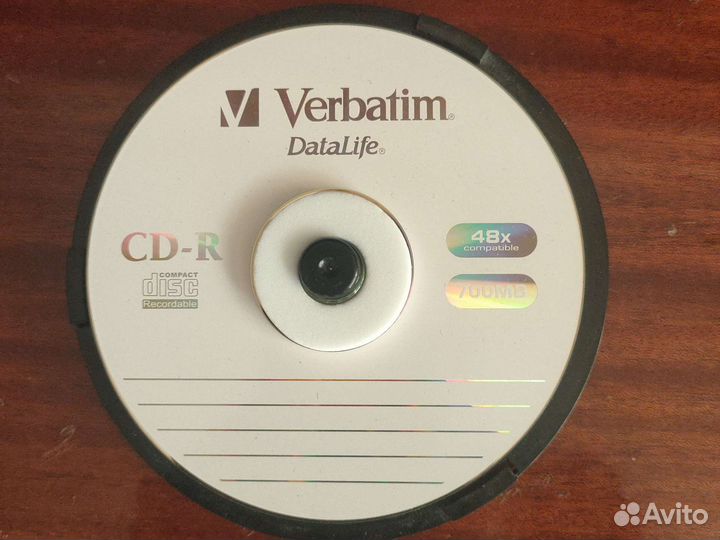 Verbatim®
DataLife®
CD-R
COMPACT
disc
Recordable
48x
compatible
700MB
Avito